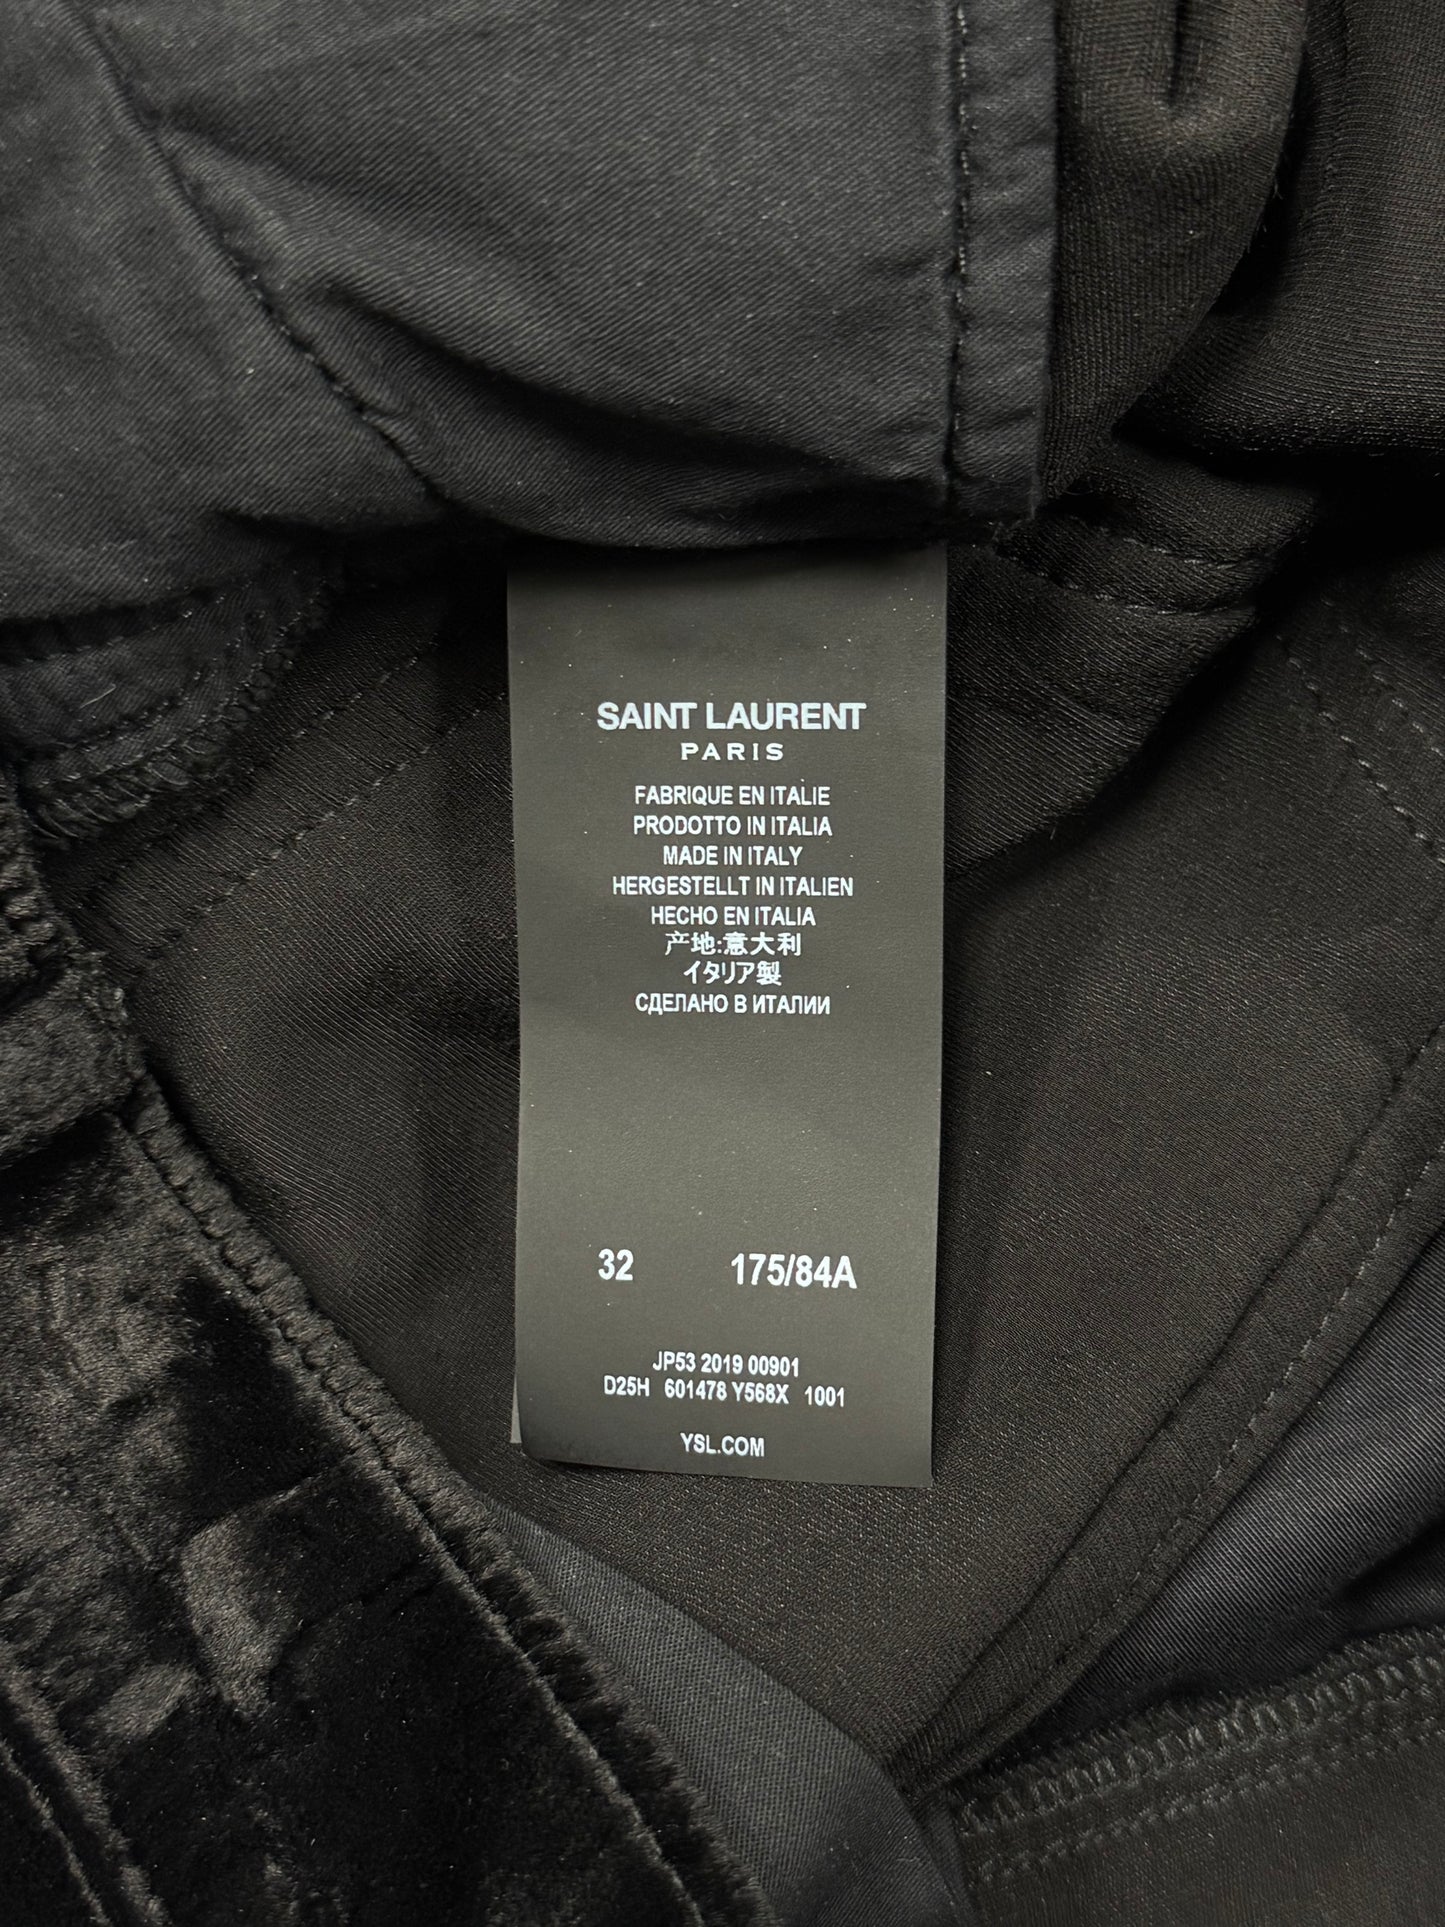 SAINT LAURENT
PARIS
FABRIQUE EN ITALIE
PRODOTTO IN ITALIA
MADE IN ITALY
HERGESTELLT IN ITALIEN
HECHO EN ITALIA
产地:意大利
イタリア製
СДЕЛАНО В ИТАЛИИ
32 175/84A
JP53 2019 00901
D25H 601478 Y568X 1001
YSL.COM